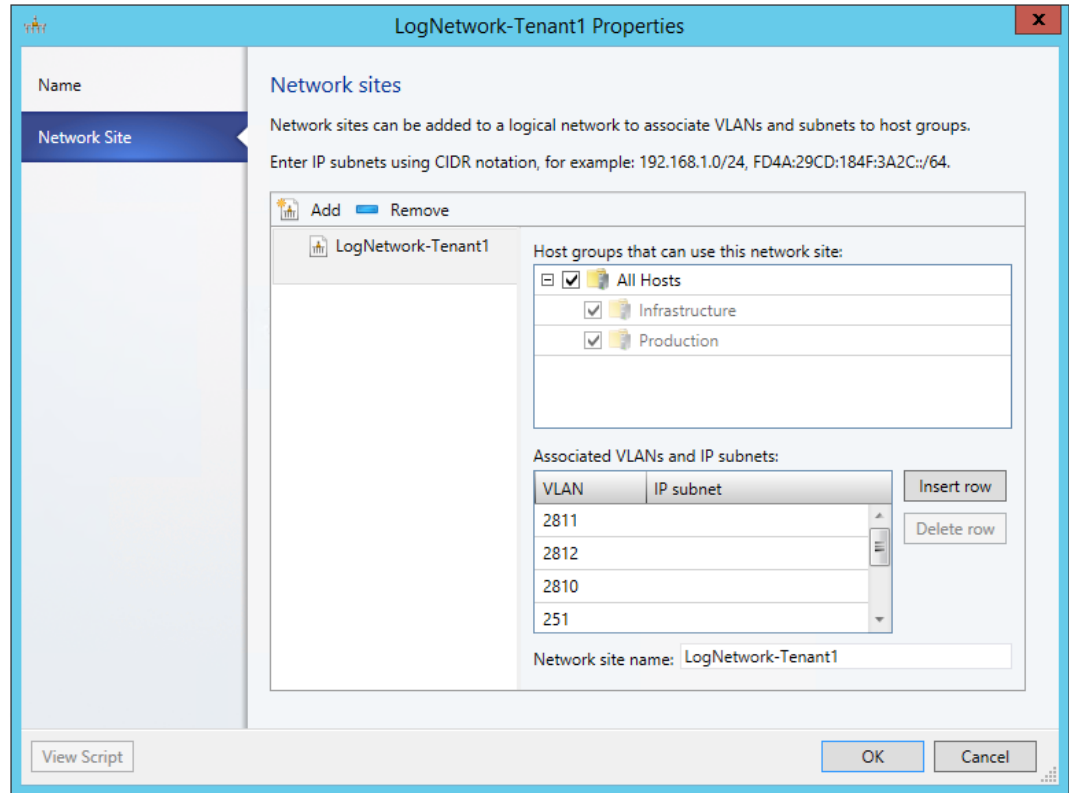 LogNetwork-Tenant1 Properties
x
Name
Network Site
Network sites
Network sites can be added to a logical network to associate VLANs and subnets to host groups.
Enter IP subnets using CIDR notation, for example: 192.168.1.0/24, FD4A:29CD:184F:3A2C::/64.
Add Remove
LogNetwork-Tenant1
Host groups that can use this network site:
All Hosts
Infrastructure
Production
Associated VLANs and IP subnets:
VLAN IP subnet
2811
2812
2810
251
Insert row
Delete row
Network site name: LogNetwork-Tenant1
View Script
OK Cancel